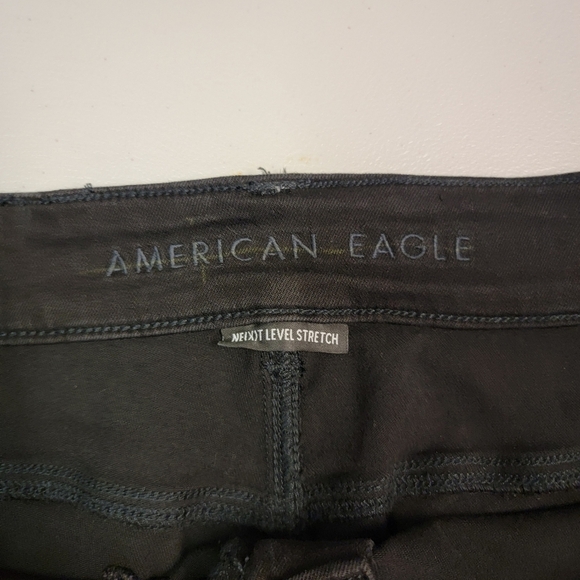 AMERICAN EAGLE
NE(X)T LEVEL STRETCH